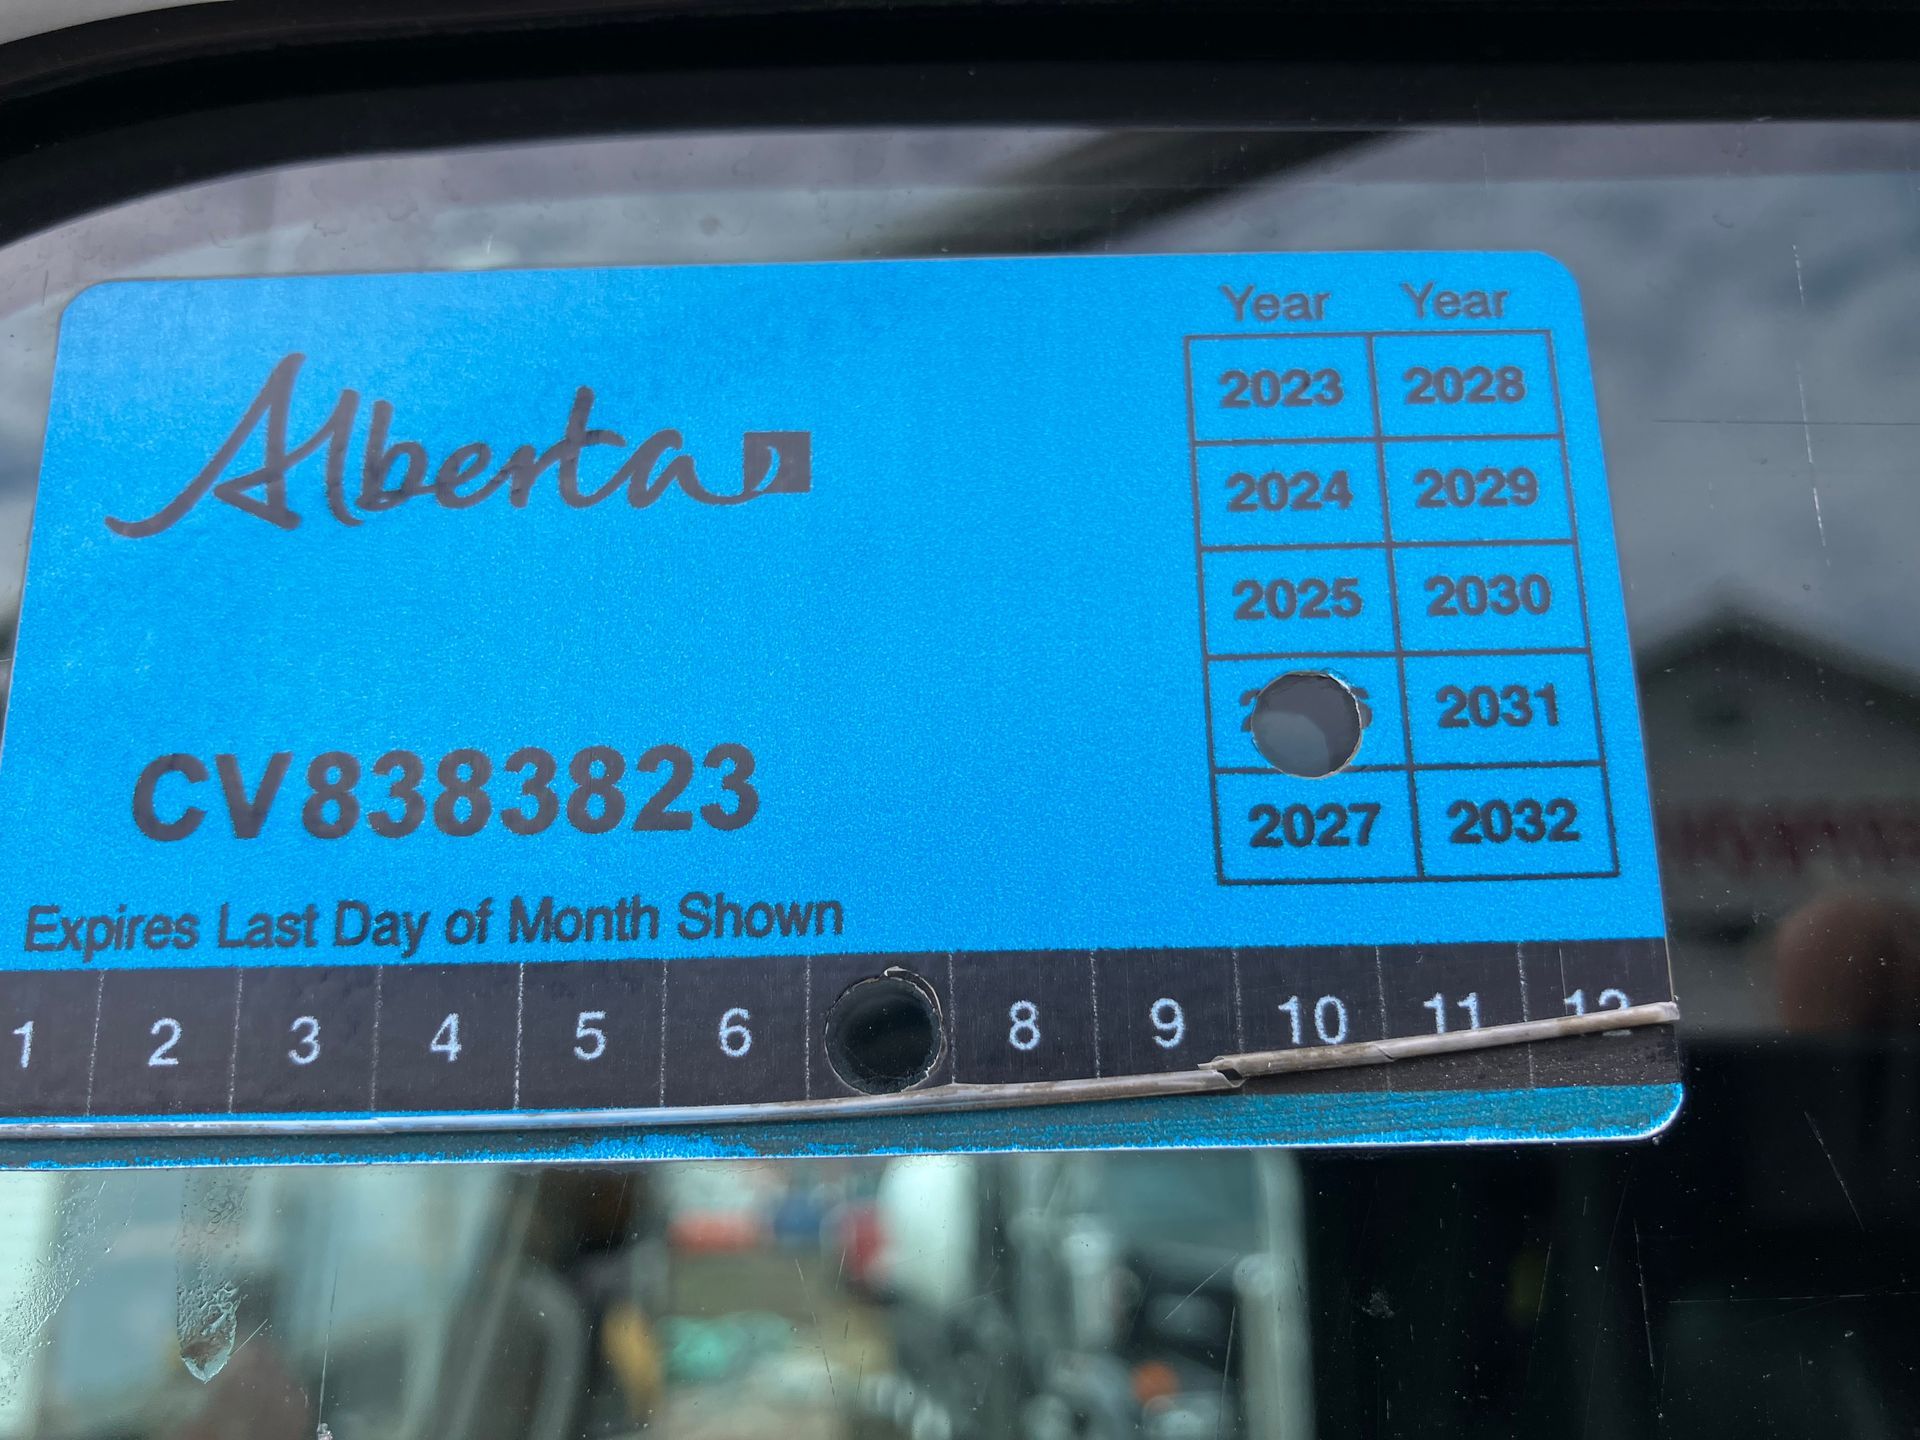 Alberta
Year Year
2023 2028
2024 2029
2025 2030
2031
2027 2032
CV8383823
Expires Last Day of Month Shown
1 2 3 4 5 6 8 9 10 11 12